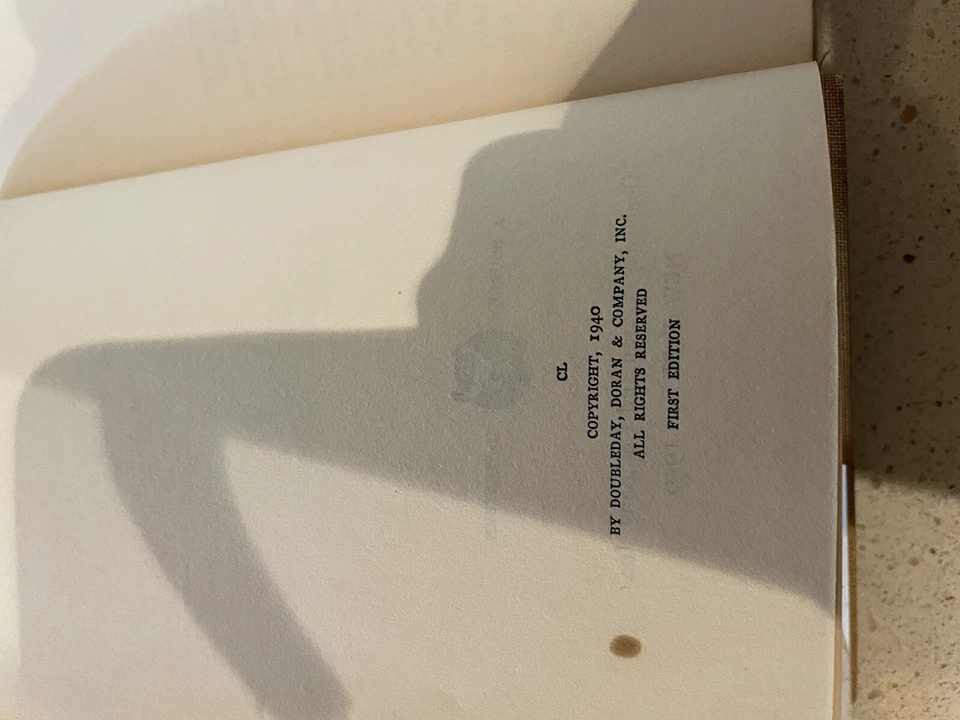 CL
COPYRIGHT, 1940
BY DOUBLEDAY, DORAN & COMPANY, INC.
ALL RIGHTS RESERVED
FIRST EDITION